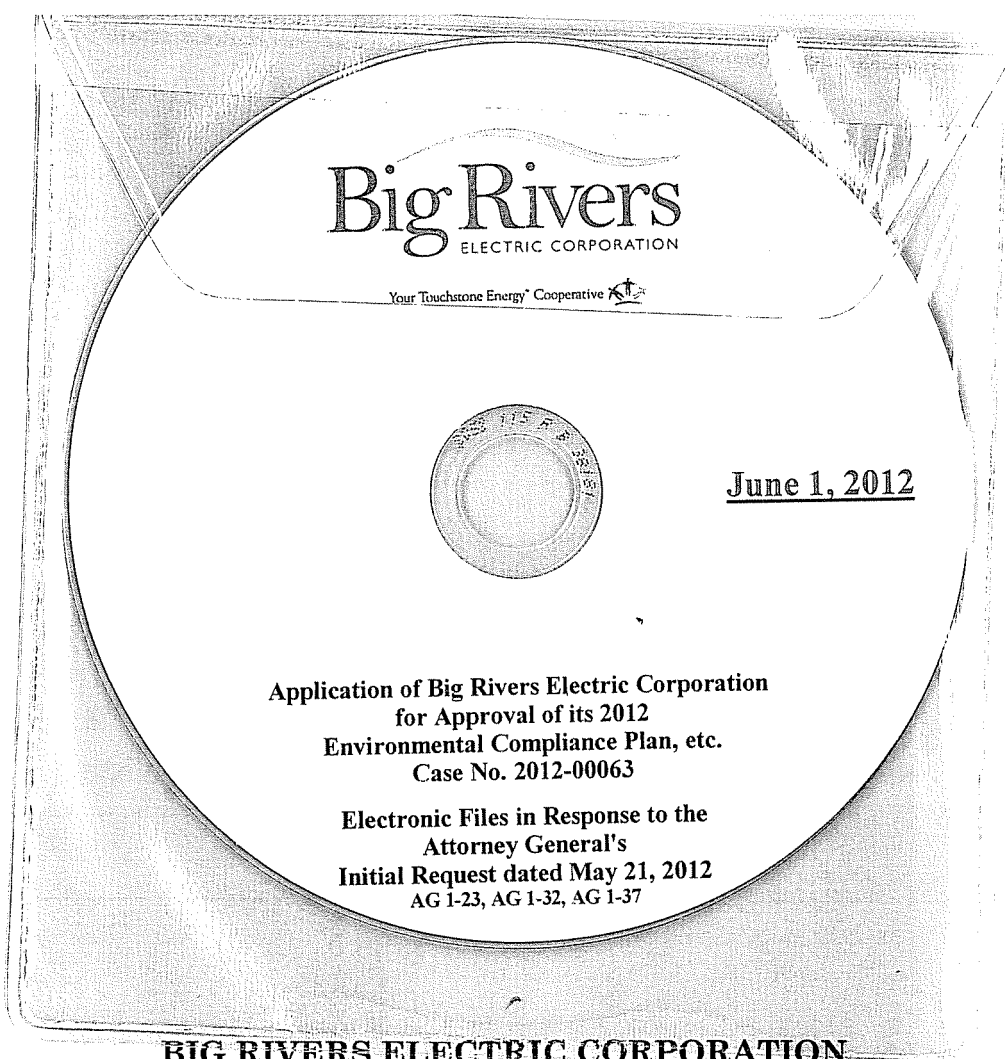 Big Rivers
ELECTRIC CORPORATION
Your Touchstone Energy® Cooperative
June 1, 2012
Application of Big Rivers Electric Corporation
for Approval of its 2012
Environmental Compliance Plan, etc.
Case No. 2012-00063
Electronic Files in Response to the
Attorney General's
Initial Request dated May 21, 2012
AG 1-23, AG 1-32, AG 1-37
BIG RIVERS ELECTRIC CORPORATION